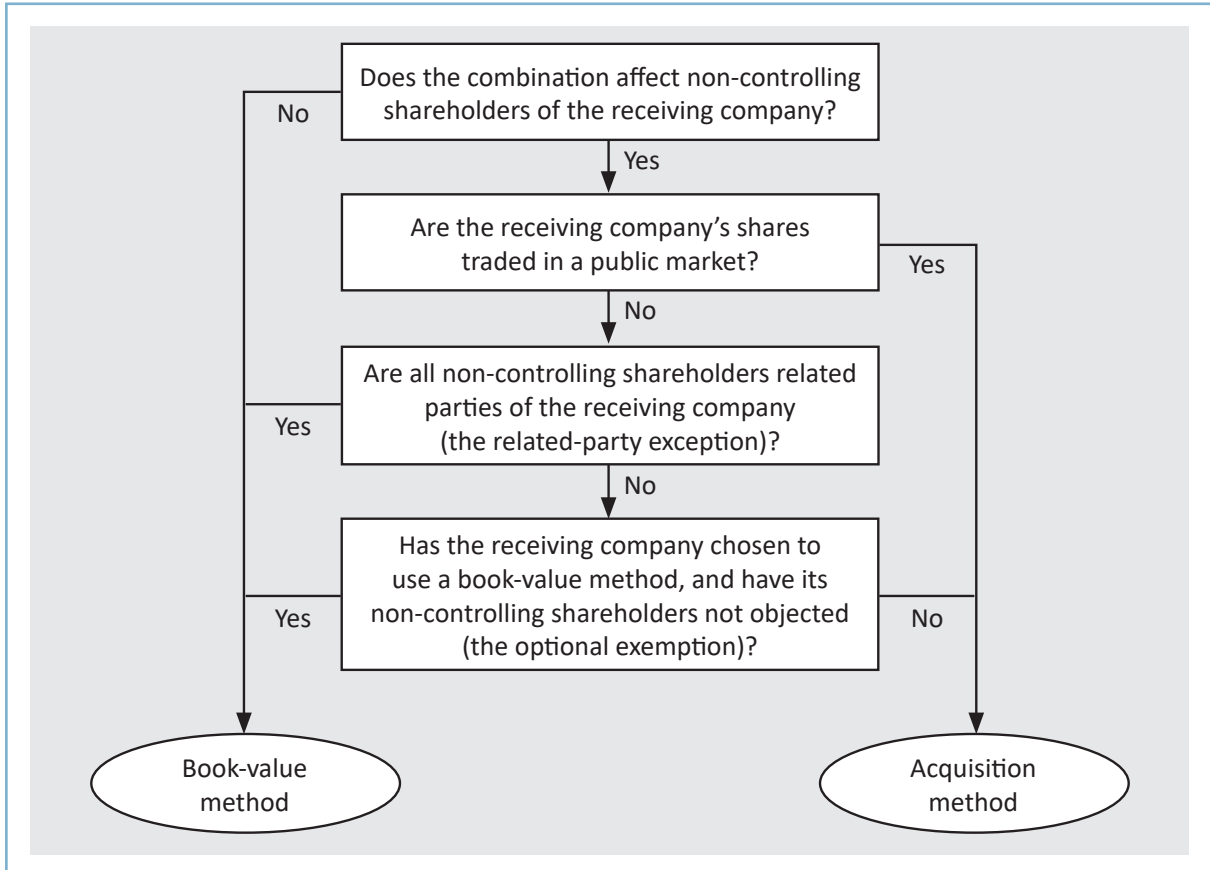 Does the combination affect non-controlling
shareholders of the receiving company?
No
Yes
Are the receiving company’s shares
traded in a public market?
Yes
No
Are all non-controlling shareholders related
parties of the receiving company
(the related-party exception)?
Yes
No
Has the receiving company chosen to
use a book-value method, and have its
non-controlling shareholders not objected
(the optional exemption)?
Yes
No
Book-value
method
Acquisition
method